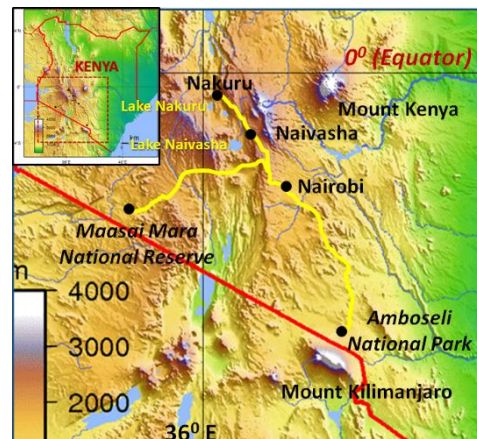 KENYA
0⁰ (Equator)
Nakuru
Lake Nakuru
Mount Kenya
Naivasha
Lake Naivasha
Nairobi
Maasai Mara
National Reserve
m
4000
Amboseli
National Park
3000
Mount Kilimanjaro
2000
36⁰ E